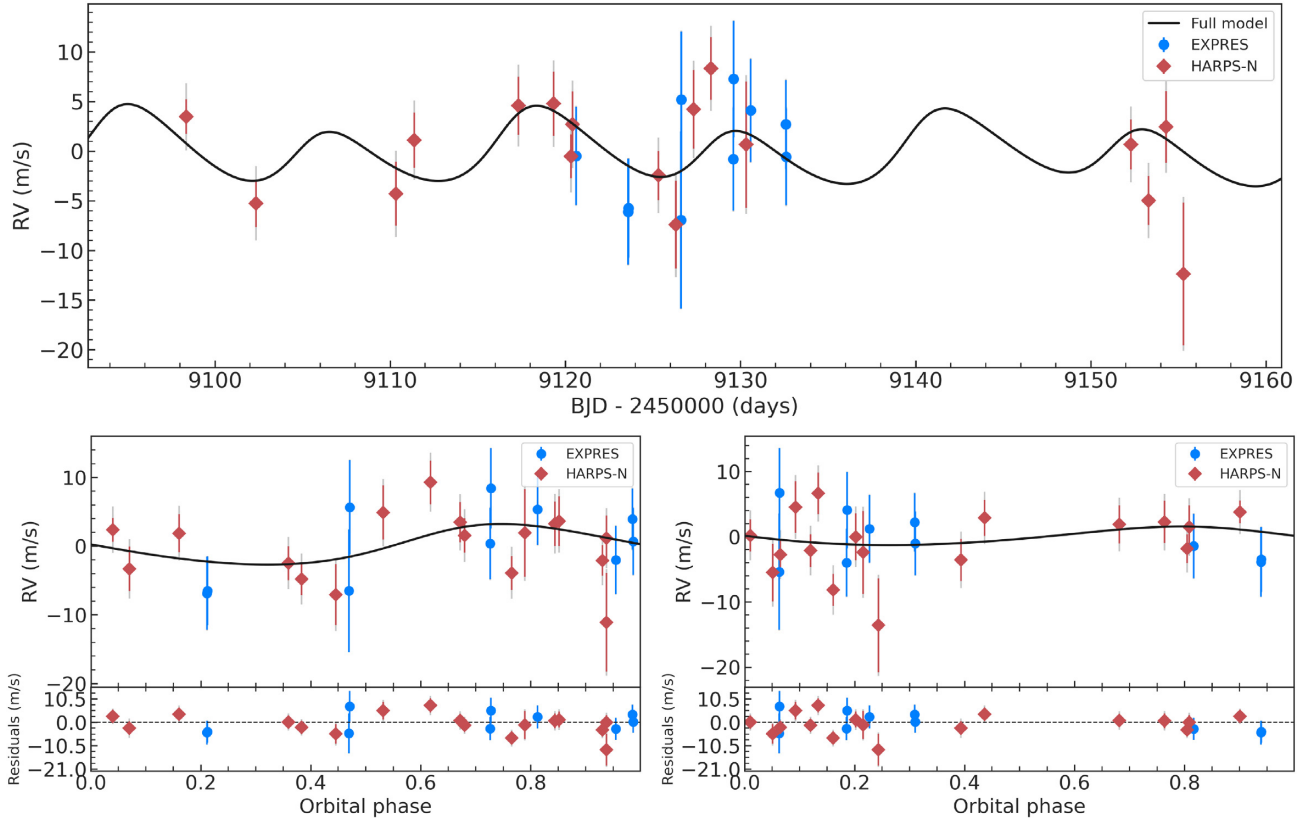 Full model
EXPRES
HARPS-N
RV (m/s)
10
5
0
−5
−10
−15
−20
9100 9110 9120 9130 9140 9150 9160
BJD - 2450000 (days)
EXPRES
HARPS-N
RV (m/s)
10
0
−10
−20
Residuals (m/s)
10.5
0.0
−10.5
−21.0
0.0 0.2 0.4 0.6 0.8
Orbital phase
EXPRES
HARPS-N
RV (m/s)
10
0
−10
−20
Residuals (m/s)
10.5
0.0
−10.5
−21.0
0.0 0.2 0.4 0.6 0.8
Orbital phase